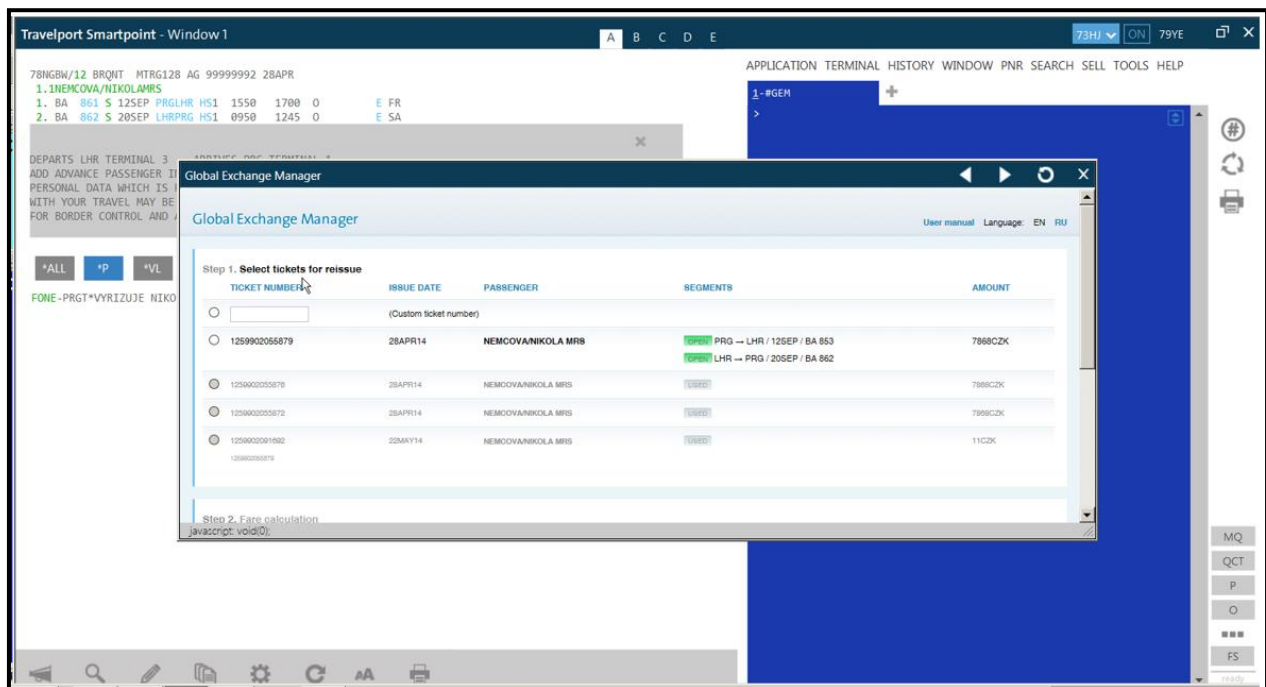 Travelport Smartpoint - Window 1
A B C D E
73HJ ON 79YE
APPLICATION TERMINAL HISTORY WINDOW PNR SEARCH SELL TOOLS HELP
78NGBW/12 BRQNT MTRG128 AG 99999992 28APR
1.1NEMCOVA/NIKOLAMRS
1. BA 861 S 12SEP PRGLHR HS1 1550 1700 O E FR
2. BA 862 S 20SEP LHRPRG HS1 0950 1245 O E SA
1-#GEM
>
DEPARTS LHR TERMINAL 3
ADD ADVANCE PASSENGER
PERSONAL DATA WHICH IS
WITH YOUR TRAVEL MAY BE
FOR BORDER CONTROL AND
*ALL *P *VL
FONE-PRGT*VYRIZUJE NIKO
Global Exchange Manager
Global Exchange Manager
User manual Language: EN RU
Step 1. Select tickets for reissue
TICKET NUMBER ISSUE DATE PASSENGER SEGMENTS AMOUNT
(Custom ticket number)
1259902055879 28APR14 NEMCOVA/NIKOLA MRS OPEN PRG → LHR / 12SEP / BA 853 7868CZK
OPEN LHR → PRG / 20SEP / BA 862
1259902055876 28APR14 NEMCOVA/NIKOLA MRS USED 7868CZK
1259902055872 28APR14 NEMCOVA/NIKOLA MRS USED 7868CZK
1259902091692 22MAY14 NEMCOVA/NIKOLA MRS USED 11CZK
Step 2. Fare calculation
javascript: void(0);
MQ
QCT
P
O
FS
ready
AA